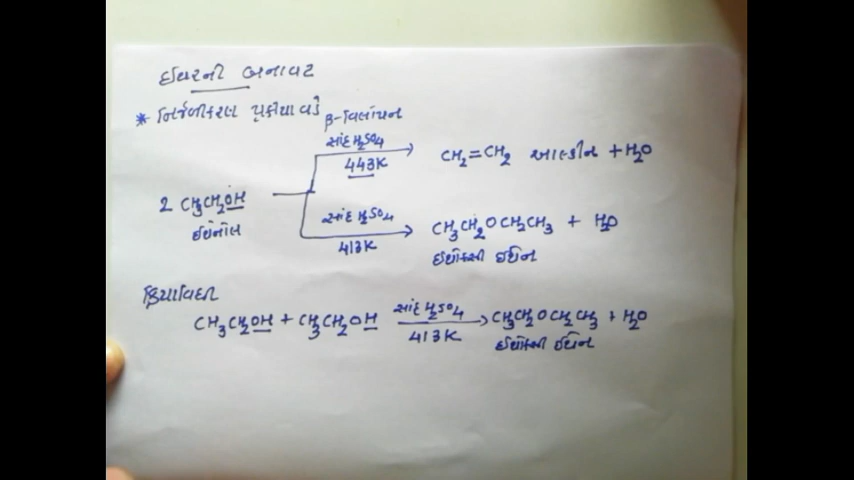 ઈથરની બનાવટ
* નિર્જળીકરણ પ્રક્રીયા વડે
β-વિલોપન
સાંદ્ર H₂SO₄
443K
CH₂=CH₂ આલ્કીન + H₂O
2 CH₃CH₂OH
ઈથેનોલ
સાંદ્ર H₂SO₄
413K
CH₃CH₂OCH₂CH₃ + H₂O
ઈથોક્સી ઈથેન
ક્રિયાવિધી
CH₃CH₂OH + CH₃CH₂OH સાંદ્ર H₂SO₄ 413K CH₃CH₂OCH₂CH₃ + H₂O
ઈથોક્સી ઈથેન